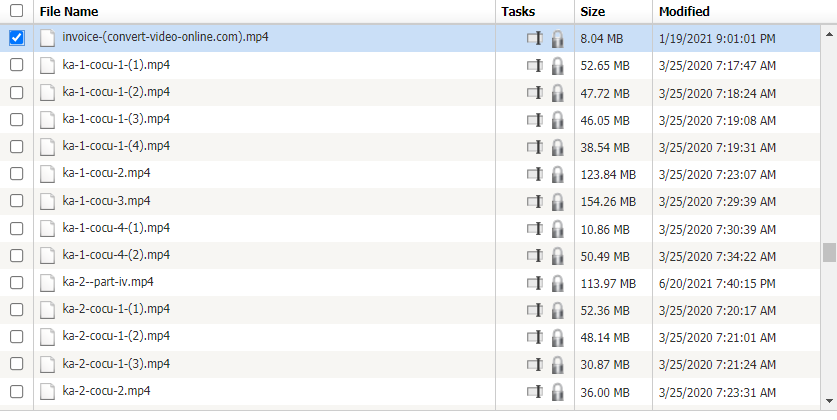 File Name Tasks Size Modified
invoice-(convert-video-online.com).mp4 8.04 MB 1/19/2021 9:01:01 PM
ka-1-cocu-1-(1).mp4 52.65 MB 3/25/2020 7:17:47 AM
ka-1-cocu-1-(2).mp4 47.72 MB 3/25/2020 7:18:24 AM
ka-1-cocu-1-(3).mp4 46.05 MB 3/25/2020 7:19:08 AM
ka-1-cocu-1-(4).mp4 38.54 MB 3/25/2020 7:19:31 AM
ka-1-cocu-2.mp4 123.84 MB 3/25/2020 7:23:07 AM
ka-1-cocu-3.mp4 154.26 MB 3/25/2020 7:29:39 AM
ka-1-cocu-4-(1).mp4 10.86 MB 3/25/2020 7:30:39 AM
ka-1-cocu-4-(2).mp4 50.49 MB 3/25/2020 7:34:22 AM
ka-2--part-iv.mp4 113.97 MB 6/20/2021 7:40:15 PM
ka-2-cocu-1-(1).mp4 52.36 MB 3/25/2020 7:20:17 AM
ka-2-cocu-1-(2).mp4 48.14 MB 3/25/2020 7:21:01 AM
ka-2-cocu-1-(3).mp4 30.87 MB 3/25/2020 7:21:24 AM
ka-2-cocu-2.mp4 36.00 MB 3/25/2020 7:23:31 AM